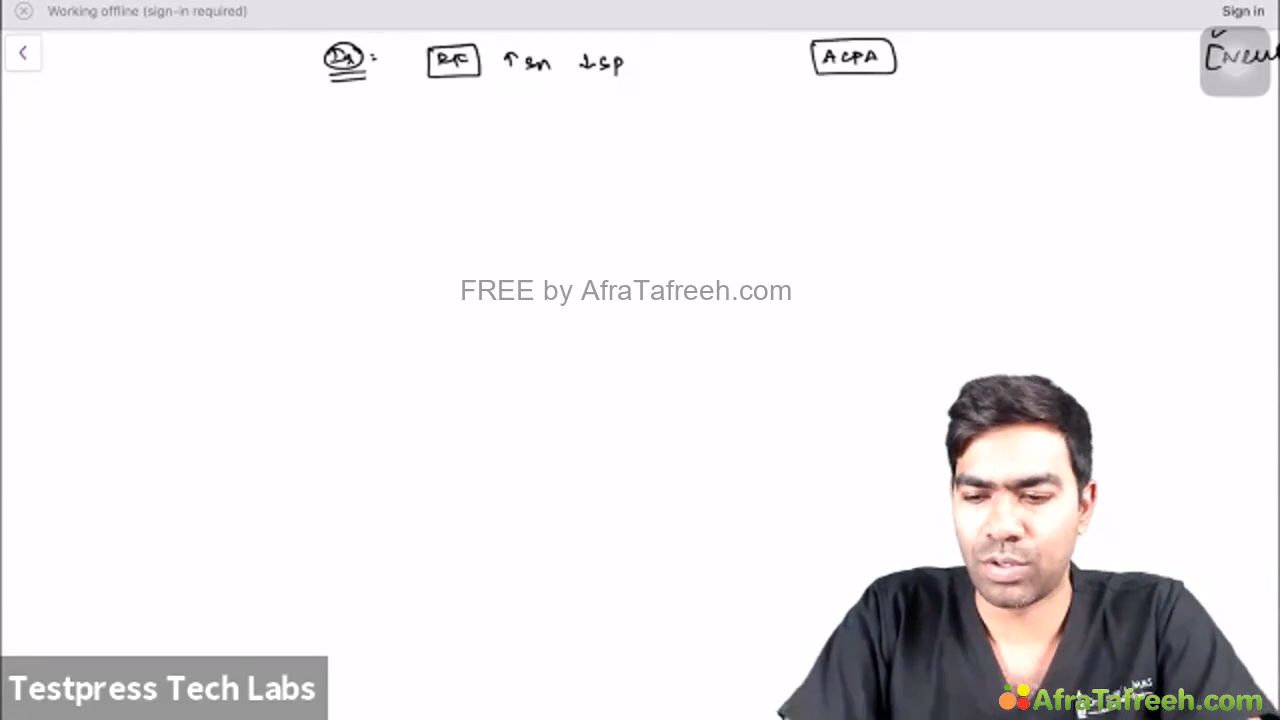 Working offline (sign-in required)
Sign in
Dx: RF ↑ sn ↓ sp ACPA
FREE by AfraTafreeh.com
Testpress Tech Labs
AfraTafreeh.com